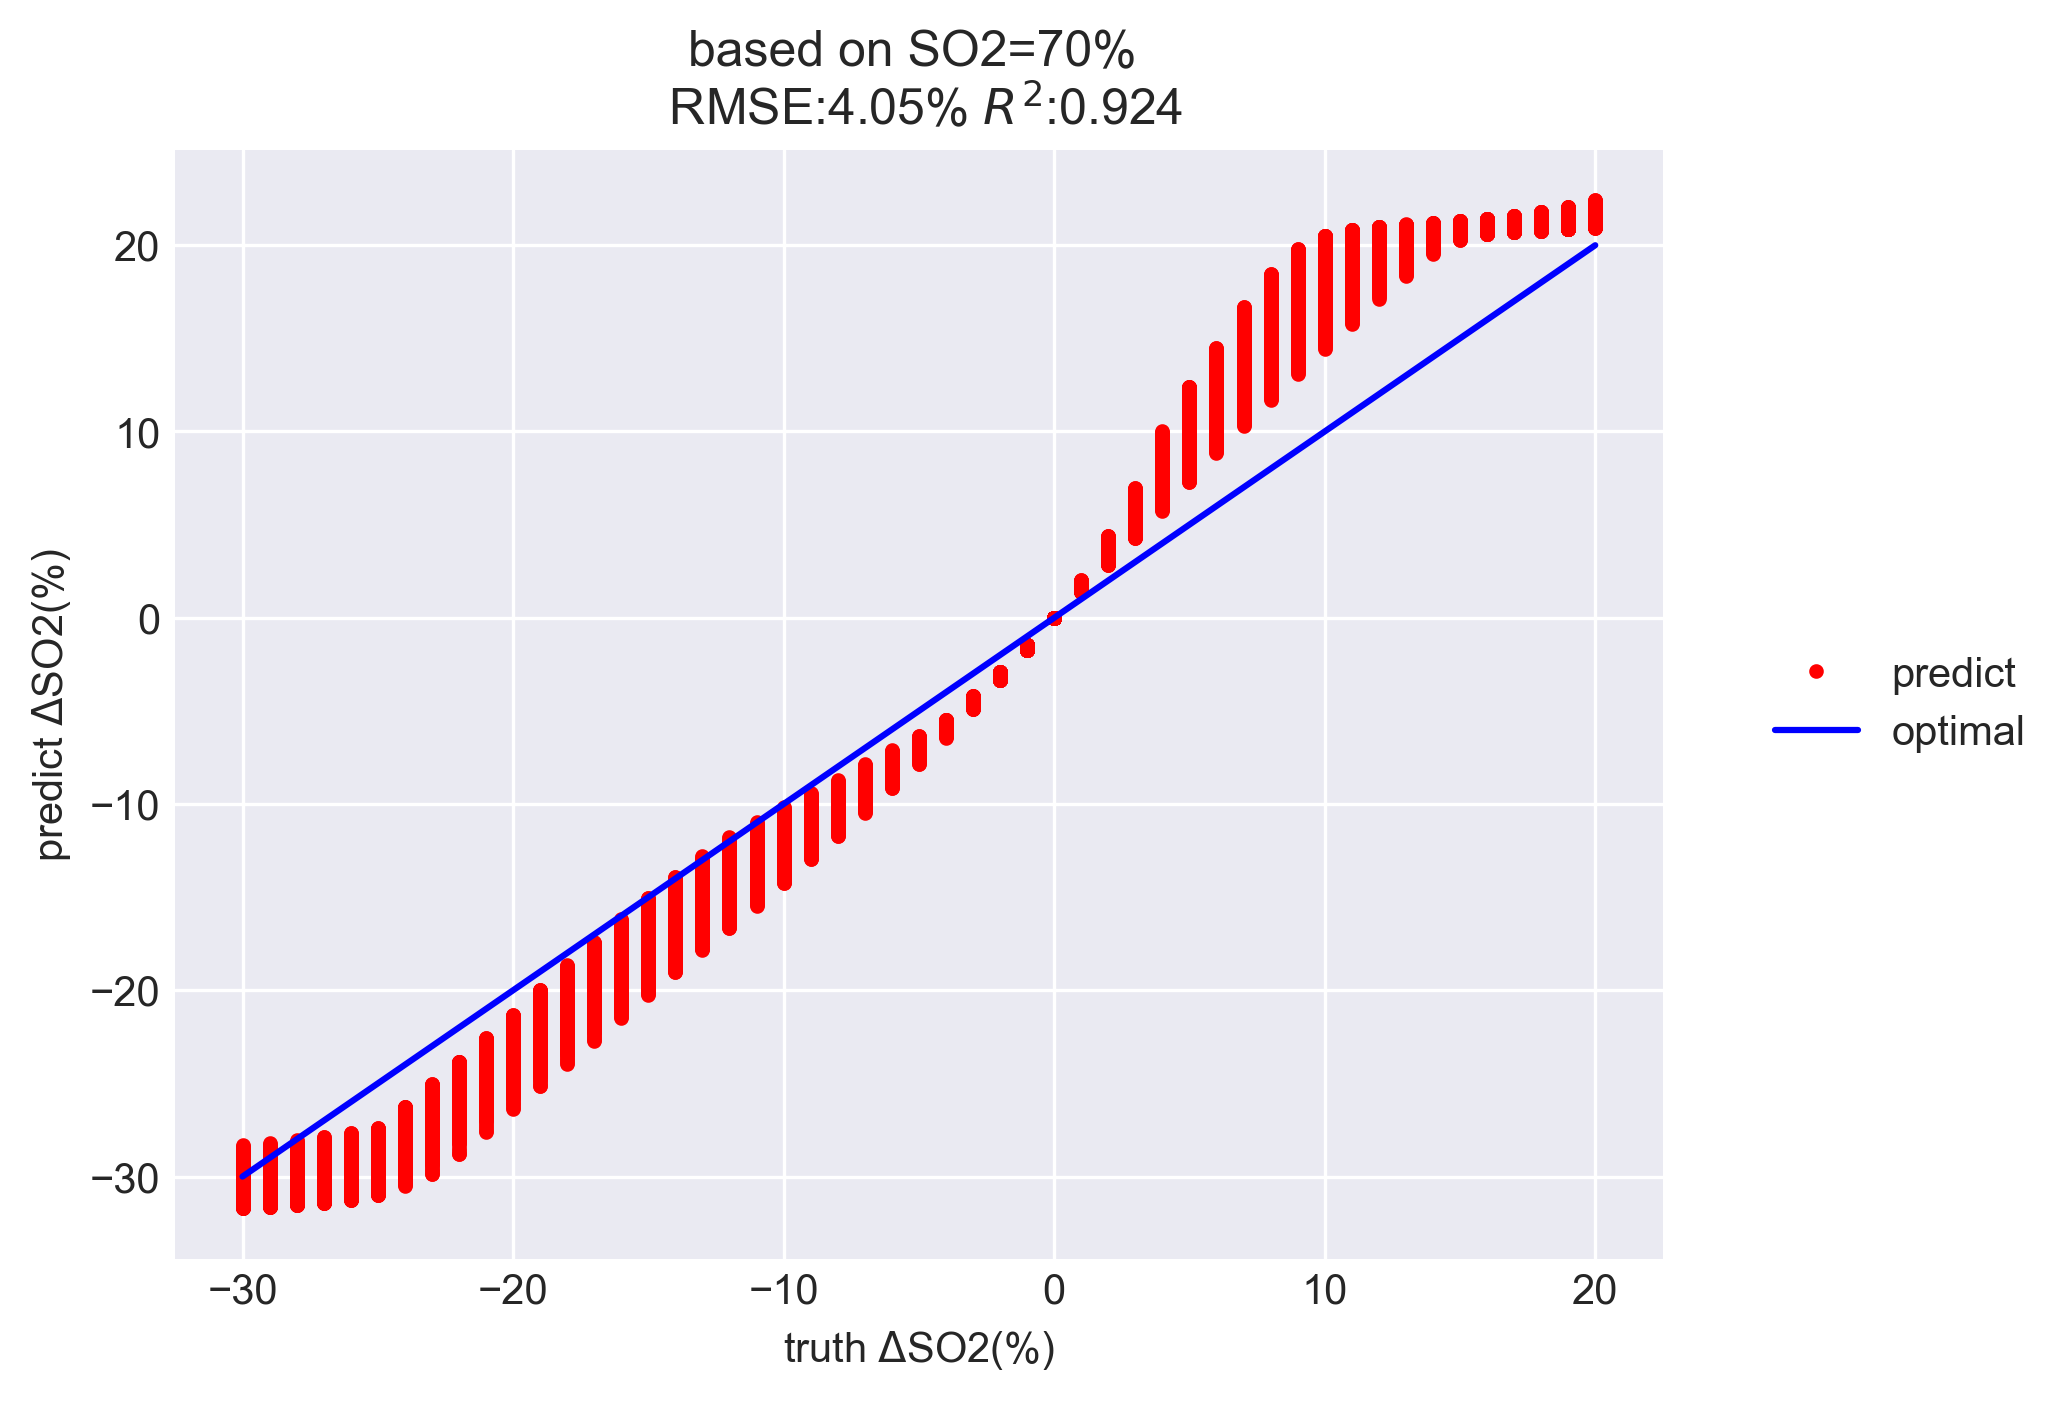 based on SO2=70%
RMSE:4.05% R²:0.924
20
10
0
−10
−20
−30
predict ΔSO2(%)
−30 −20 −10 0 10 20
truth ΔSO2(%)
predict
optimal